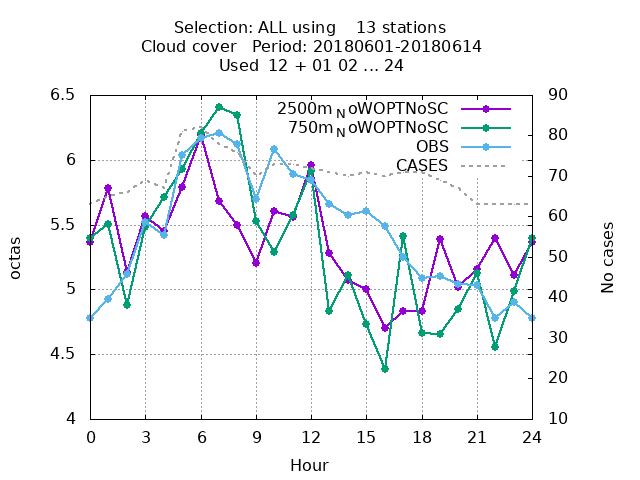 Selection: ALL using    13 stations
Cloud cover   Period: 20180601-20180614
Used  12 + 01 02 ... 24
6.5
6
5.5
5
4.5
4
octas
2500m NoWOPTNoSC
750m NoWOPTNoSC
OBS
CASES
90
80
70
60
50
40
30
20
10
No cases
0 3 6 9 12 15 18 21 24
Hour